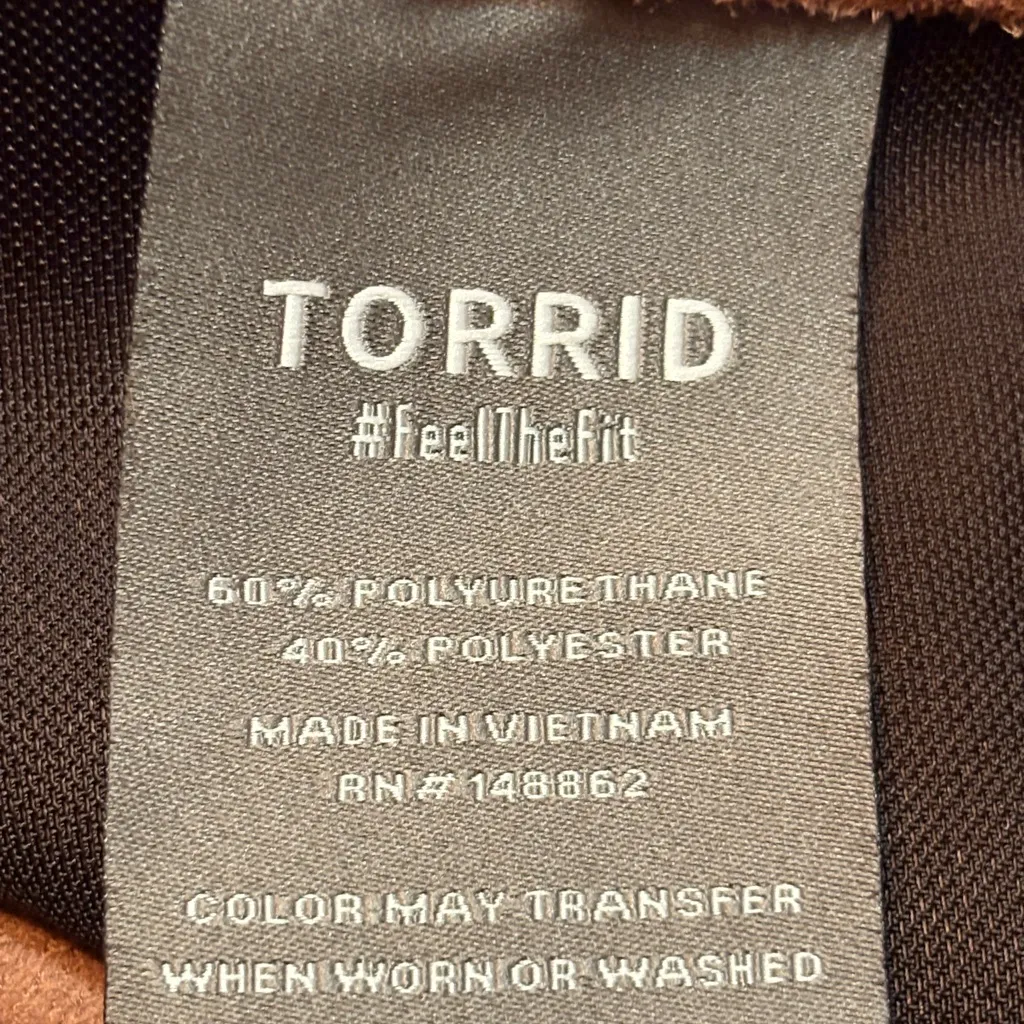 TORRID
#FeelTheFit
60% POLYURETHANE
40% POLYESTER
MADE IN VIETNAM
RN# 148862
COLOR MAY TRANSFER
WHEN WORN OR WASHED